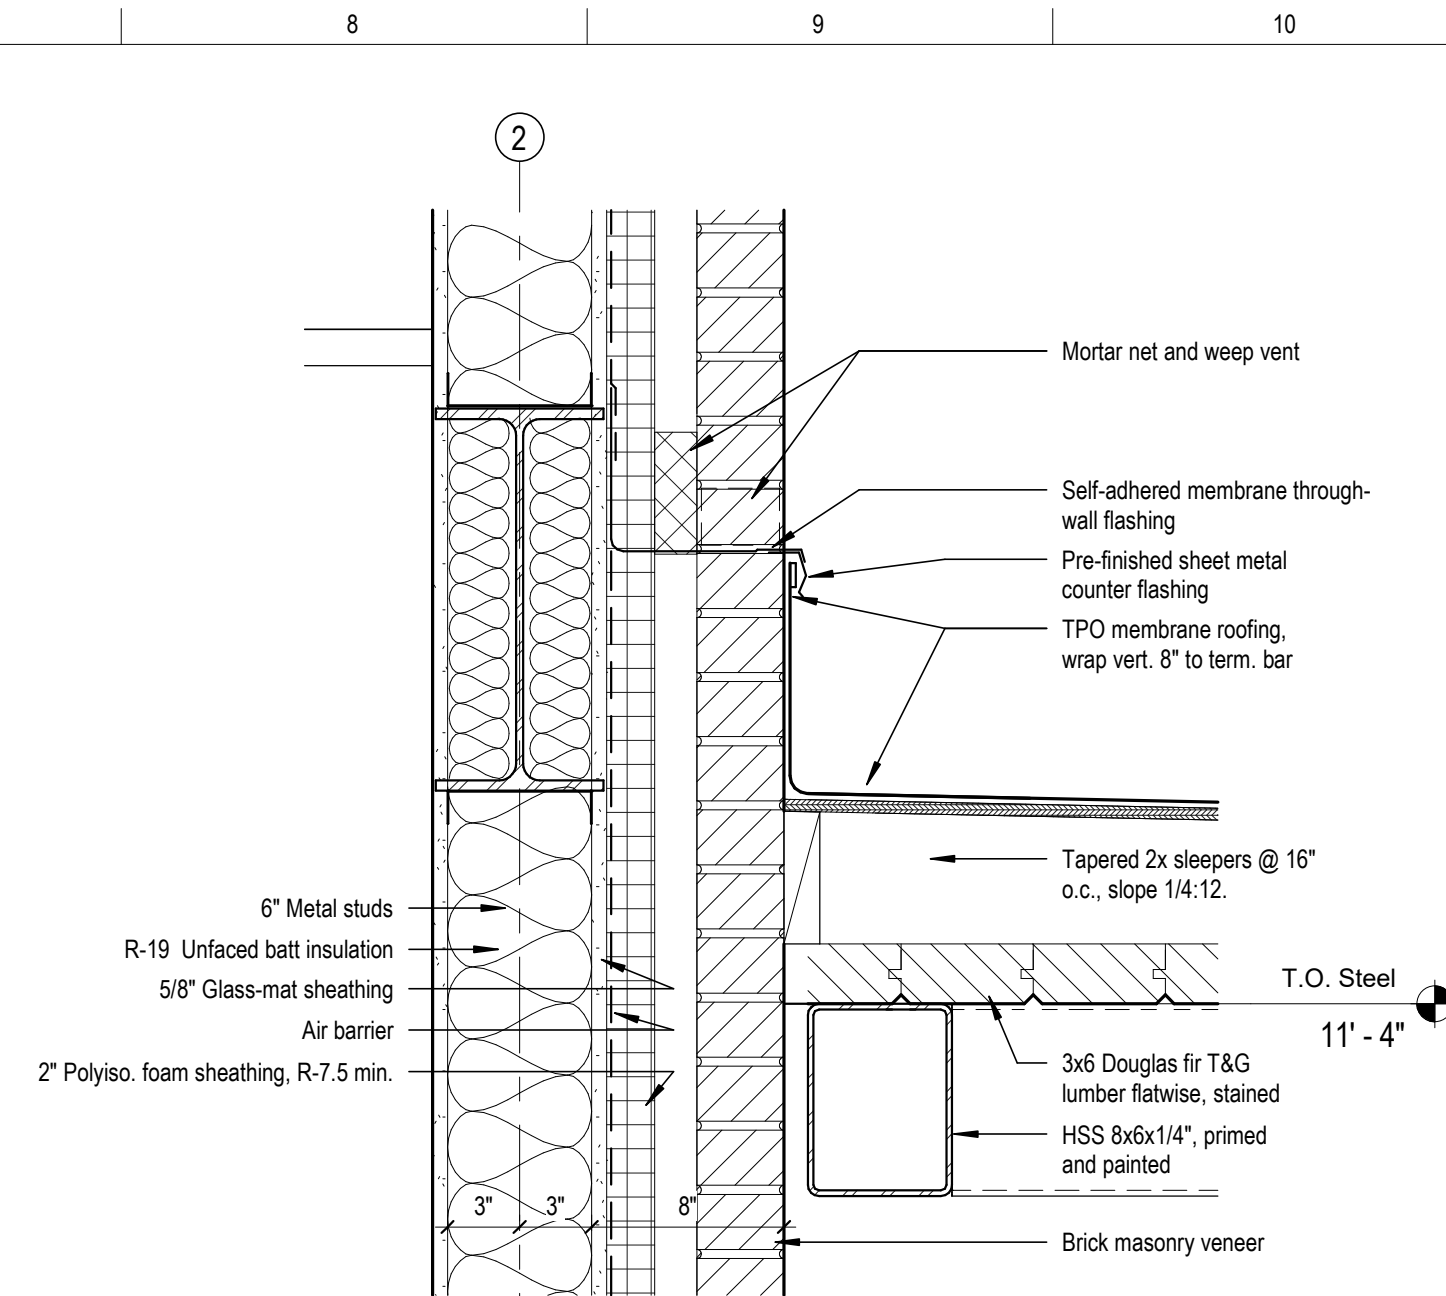 8
9
10
2
Mortar net and weep vent
Self-adhered membrane through-
wall flashing
Pre-finished sheet metal
counter flashing
TPO membrane roofing,
wrap vert. 8" to term. bar
Tapered 2x sleepers @ 16"
o.c., slope 1/4:12.
6" Metal studs
R-19 Unfaced batt insulation
5/8" Glass-mat sheathing
Air barrier
2" Polyiso. foam sheathing, R-7.5 min.
T.O. Steel
11' - 4"
3x6 Douglas fir T&G
lumber flatwise, stained
HSS 8x6x1/4", primed
and painted
3"
3"
8"
Brick masonry veneer